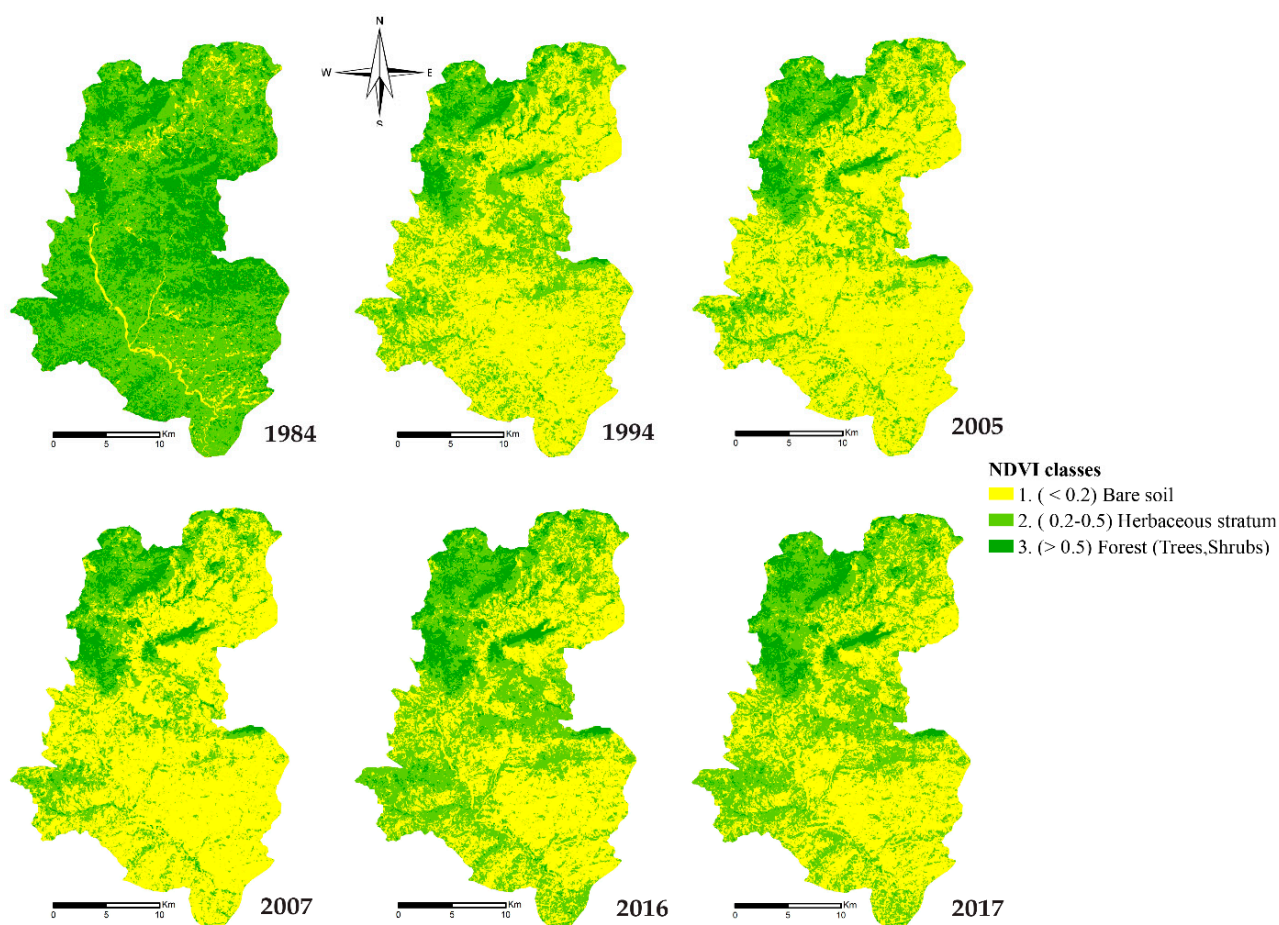 N
W E
S
Km
0 5 10
1984
Km
0 5 10
1994
Km
0 5 10
2005
NDVI classes
1. ( < 0.2) Bare soil
2. ( 0.2-0.5) Herbaceous stratum
3. (> 0.5) Forest (Trees,Shrubs)
Km
0 5 10
2007
Km
0 5 10
2016
Km
0 5 10
2017